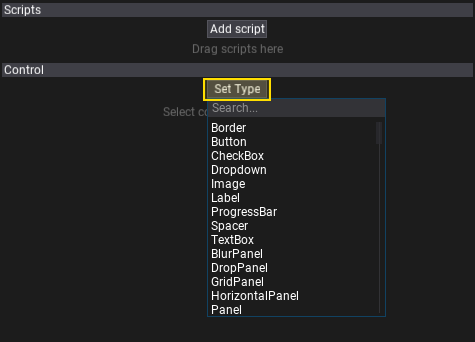 Scripts
Add script
Drag scripts here
Control
Set Type
Select
Search...
Border
Button
CheckBox
Dropdown
Image
Label
ProgressBar
Spacer
TextBox
BlurPanel
DropPanel
GridPanel
HorizontalPanel
Panel